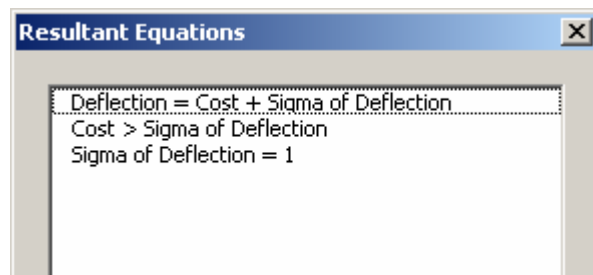 Resultant Equations
Deflection = Cost + Sigma of Deflection
Cost > Sigma of Deflection
Sigma of Deflection = 1